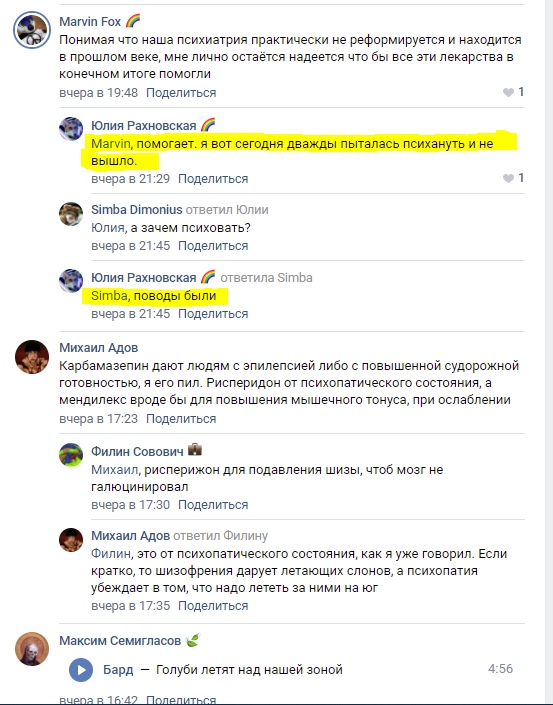 Marvin Fox
Понимая что наша психиатрия практически не реформируется и находится
в прошлом веке, мне лично остаётся надеется что бы все эти лекарства в
конечном итоге помогли
вчера в 19:48 Поделиться 1
Юлия Рахновская
Marvin, помогает. я вот сегодня дважды пыталась психануть и не
вышло.
вчера в 21:29 Поделиться 1
Simba Dimonius ответил Юлии
Юлия, а зачем психовать?
вчера в 21:45 Поделиться
Юлия Рахновская ответила Simba
Simba, поводы были
вчера в 21:45 Поделиться
Михаил Адов
Карбамазепин дают людям с эпилепсией либо с повышенной судорожной
готовностью, я его пил. Рисперидон от психопатического состояния, а
мендилекс вроде бы для повышения мышечного тонуса, при ослаблении
вчера в 17:23 Поделиться
Филин Совович
Михаил, рисперижон для подавления шизы, чтоб мозг не
галюцинировал
вчера в 17:30 Поделиться
Михаил Адов ответил Филину
Филин, это от психопатического состояния, как я уже говорил. Если
кратко, то шизофрения дарует летающих слонов, а психопатия
убеждает в том, что надо лететь за ними на юг
вчера в 17:35 Поделиться
Максим Семигласов
Бард — Голуби летят над нашей зоной 4:56
вчера в 16:42 Поделиться